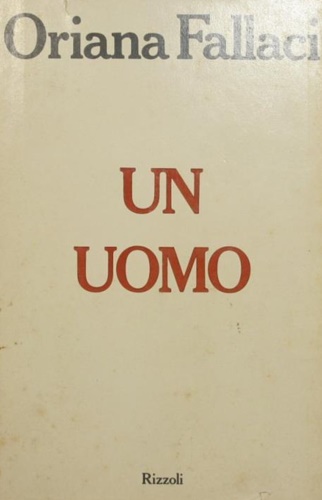 Oriana Fallaci
UN
UOMO
Rizzoli